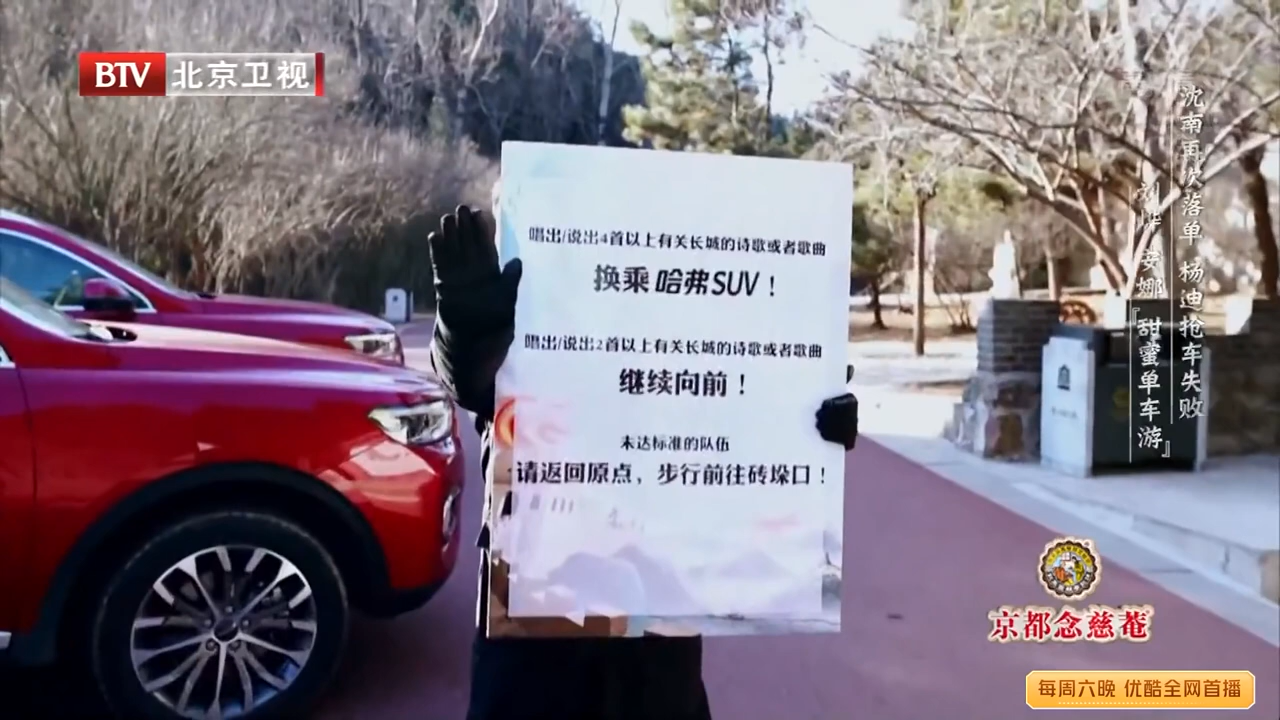 BTV 北京卫视
唱出/说出4首以上有关长城的诗歌或者歌曲
换乘 哈弗SUV！
唱出/说出2首以上有关长城的诗歌或者歌曲
继续向前！
未达标准的队伍
请返回原点，步行前往砖垛口！
沈南再次落单 杨迪抢车失败
刘烨 安娜『甜蜜单车游』
京都念慈菴
每周六晚 优酷全网首播